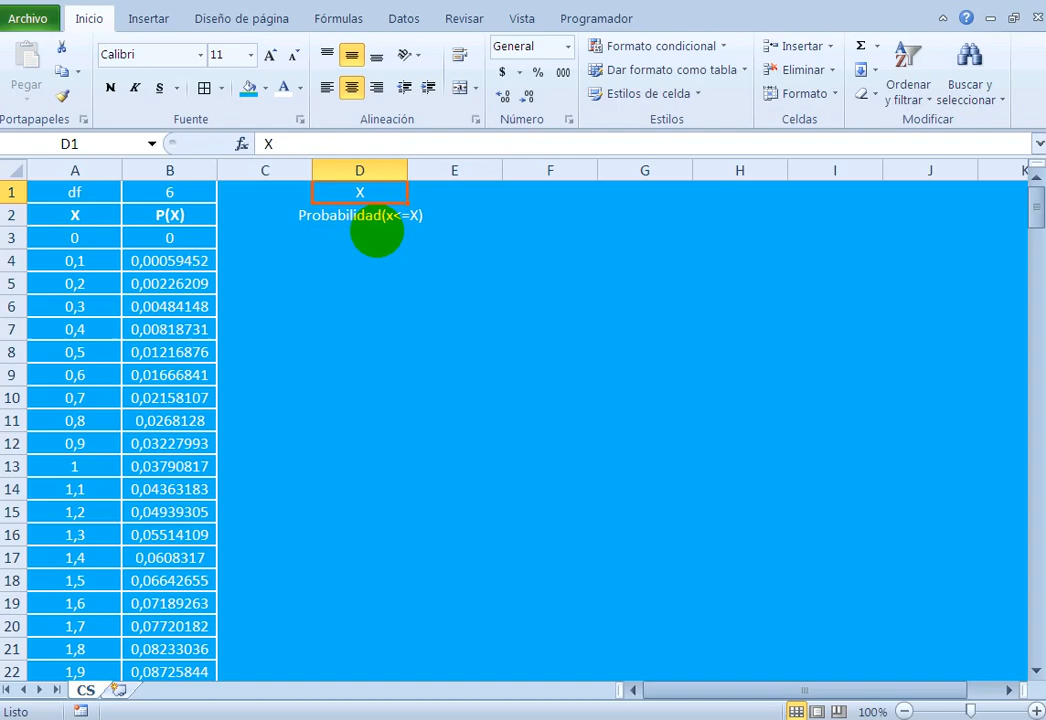 Archivo Inicio Insertar Diseño de página Fórmulas Datos Revisar Vista Programador
Pegar
Calibri 11
N K S
General
$ % 000
Formato condicional
Dar formato como tabla
Estilos de celda
Insertar
Eliminar
Formato
Σ
Ordenar y filrar
Buscar y seleccionar
Portapapeles Fuente Alineación Número Estilos Celdas Modificar
D1 fx X
A B C D E F G H I J K
1 df 6 X
2 X P(X) Probabilidad(x<=X)
3 0 0
4 0,1 0,00059452
5 0,2 0,00226209
6 0,3 0,00484148
7 0,4 0,00818731
8 0,5 0,01216876
9 0,6 0,01666841
10 0,7 0,02158107
11 0,8 0,0268128
12 0,9 0,03227993
13 1 0,03790817
14 1,1 0,04363183
15 1,2 0,04939305
16 1,3 0,05514109
17 1,4 0,0608317
18 1,5 0,06642655
19 1,6 0,07189263
20 1,7 0,07720182
21 1,8 0,08233036
22 1,9 0,08725844
CS
Listo 100%